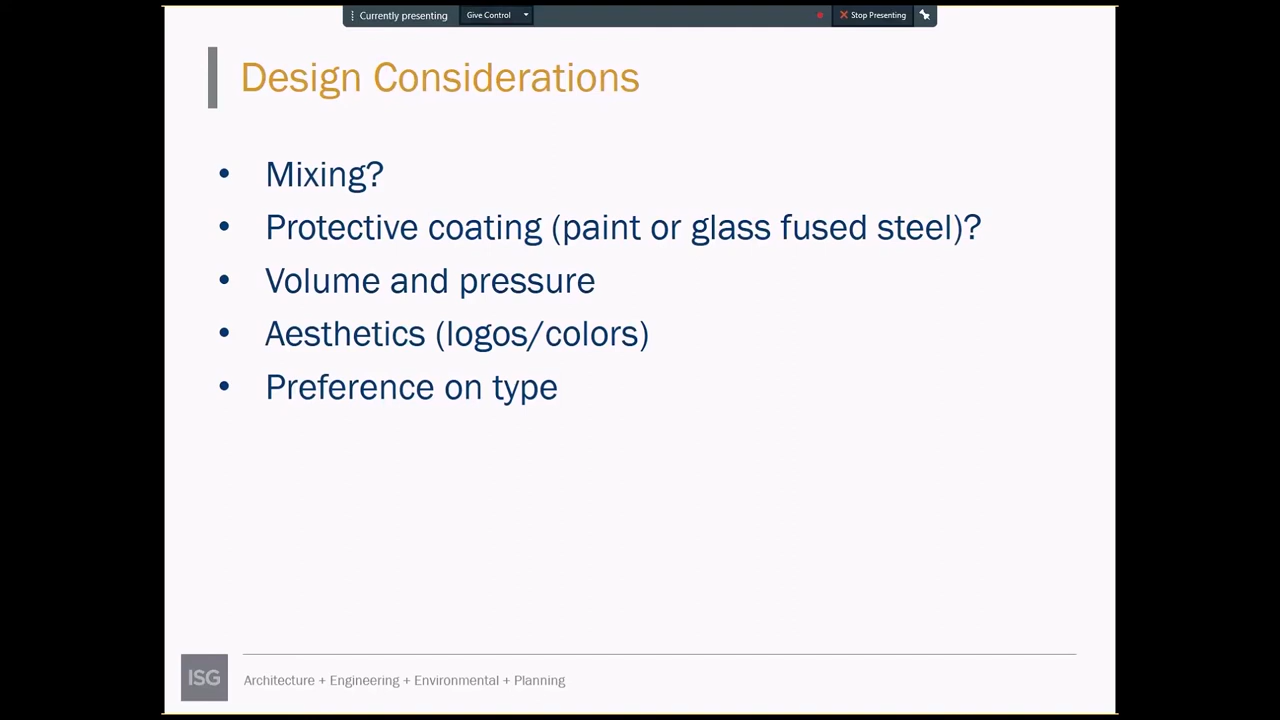 Currently presenting Give Control Stop Presenting
Design Considerations
• Mixing?
• Protective coating (paint or glass fused steel)?
• Volume and pressure
• Aesthetics (logos/colors)
• Preference on type
ISG Architecture + Engineering + Environmental + Planning